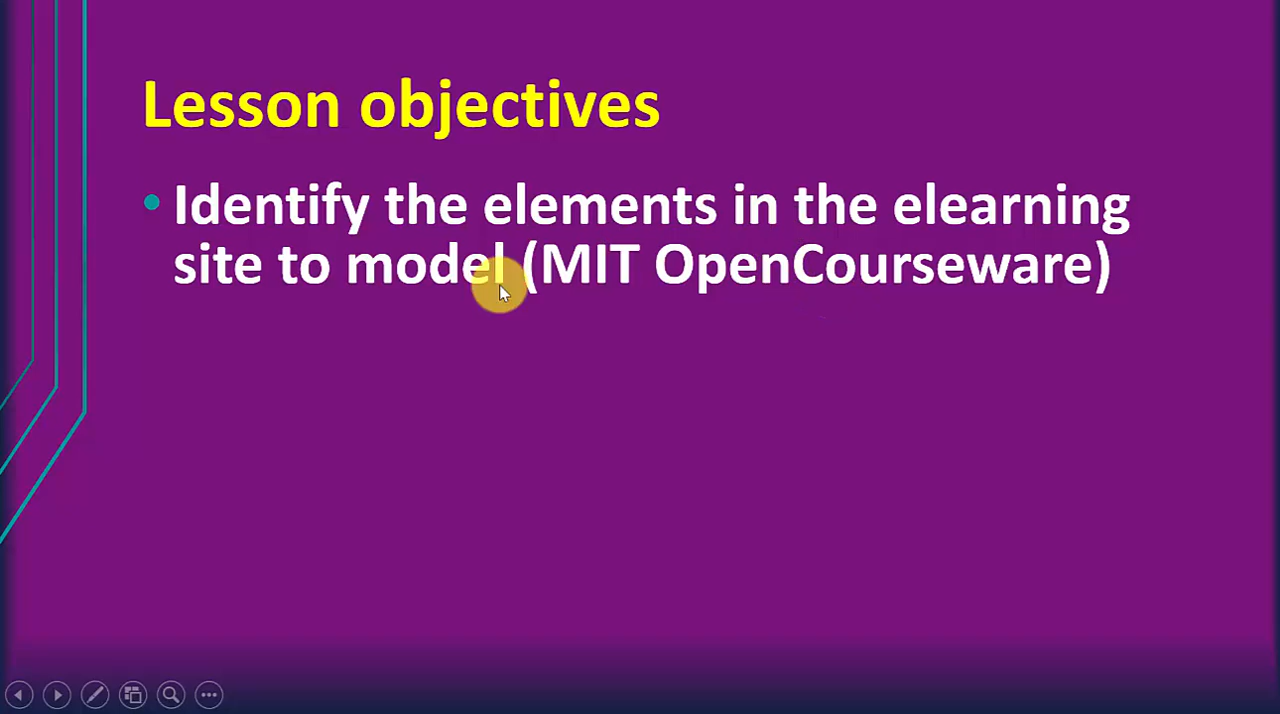 Lesson objectives
• Identify the elements in the elearning
site to model (MIT OpenCourseware)